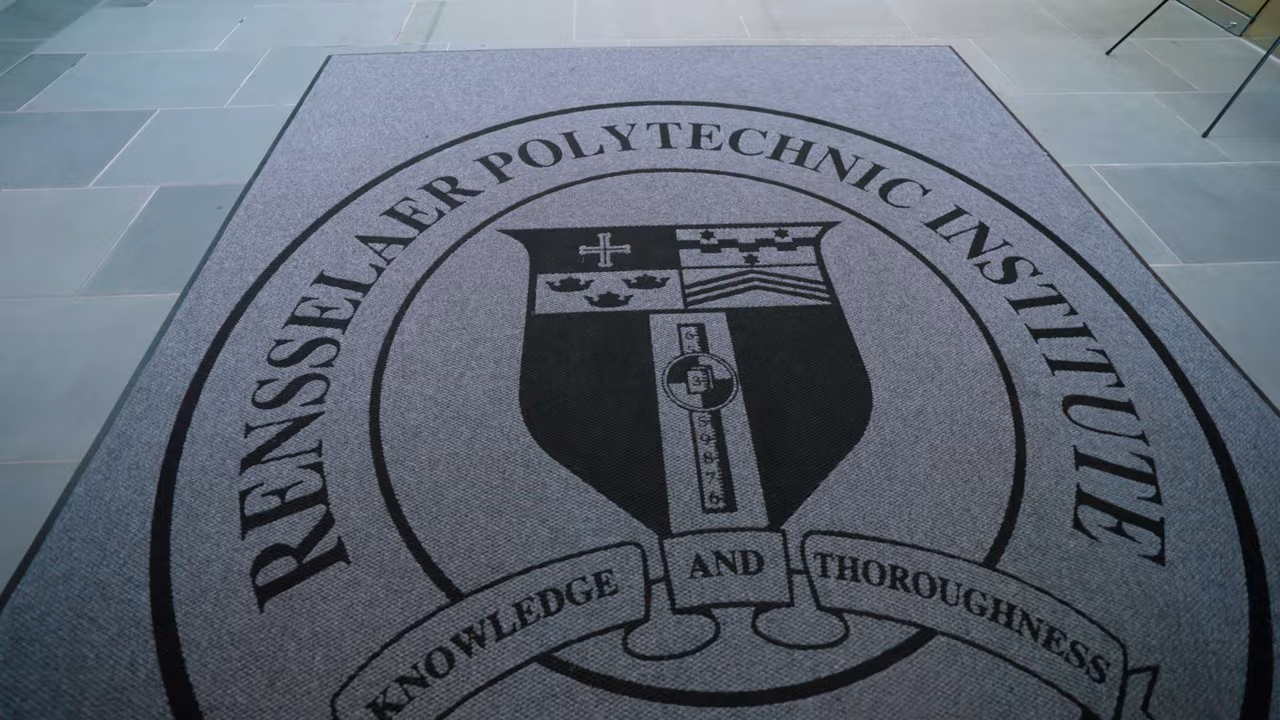 RENSSELAER POLYTECHNIC INSTITUTE
KNOWLEDGE AND THOROUGHNESS